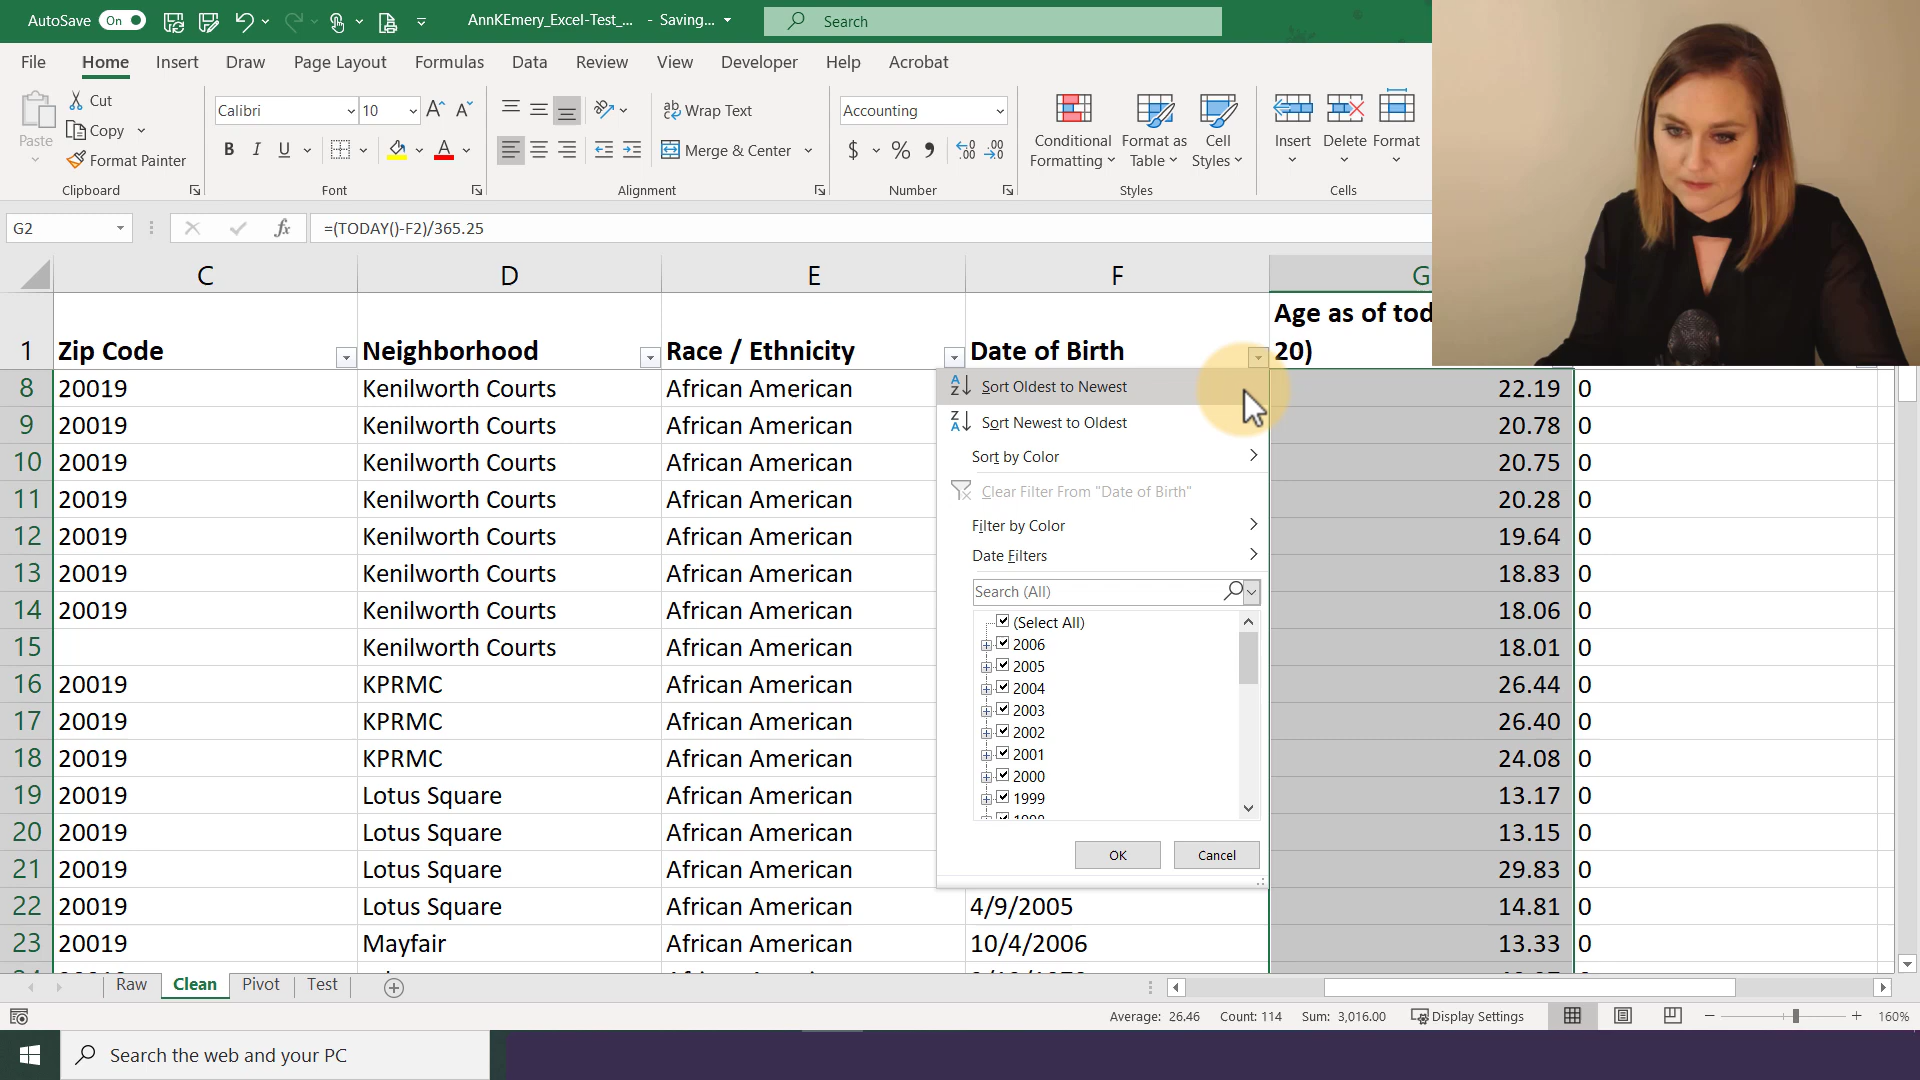 AutoSave On AnnKEmery_Excel-Test_... - Saving... Search
File Home Insert Draw Page Layout Formulas Data Review View Developer Help Acrobat
Paste Cut Copy Format Painter Clipboard
Calibri 10 B I U A Font
ab Wrap Text Merge & Center Alignment
Accounting $ % 9 Number
Conditional Formatting Format as Table Cell Styles Styles
Insert Delete Format Cells
G2 fx =(TODAY()-F2)/365.25
C D E F G
Age as of tod
1 Zip Code Neighborhood Race / Ethnicity Date of Birth 20)
8 20019 Kenilworth Courts African American 22.19 0
9 20019 Kenilworth Courts African American 20.78 0
10 20019 Kenilworth Courts African American 20.75 0
11 20019 Kenilworth Courts African American 20.28 0
12 20019 Kenilworth Courts African American 19.64 0
13 20019 Kenilworth Courts African American 18.83 0
14 20019 Kenilworth Courts African American 18.06 0
15 Kenilworth Courts African American 18.01 0
16 20019 KPRMC African American 26.44 0
17 20019 KPRMC African American 26.40 0
18 20019 KPRMC African American 24.08 0
19 20019 Lotus Square African American 13.17 0
20 20019 Lotus Square African American 13.15 0
21 20019 Lotus Square African American 29.83 0
22 20019 Lotus Square African American 4/9/2005 14.81 0
23 20019 Mayfair African American 10/4/2006 13.33 0
Sort Oldest to Newest
Sort Newest to Oldest
Sort by Color
Clear Filter From "Date of Birth"
Filter by Color
Date Filters
Search (All)
(Select All)
2006
2005
2004
2003
2002
2001
2000
1999
OK Cancel
Raw Clean Pivot Test
Average: 26.46 Count: 114 Sum: 3,016.00 Display Settings 160%
Search the web and your PC